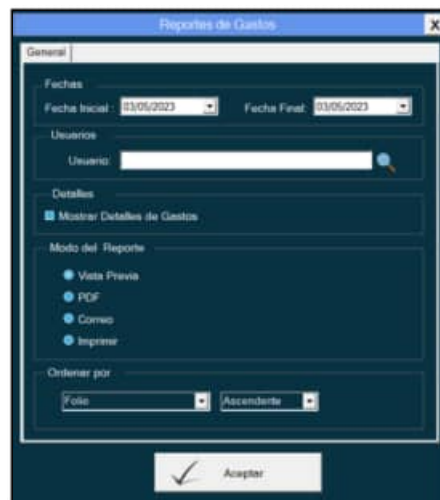 Reportes de Gastos X
General
Fechas
Fecha Inicial : 03/05/2023 Fecha Final: 03/05/2023
Usuarios
Usuario:
Detalles
Mostrar Detalles de Gastos
Modo del Reporte
Vista Previa
PDF
Correo
Imprimir
Ordenar por
Folio Ascendente
Aceptar